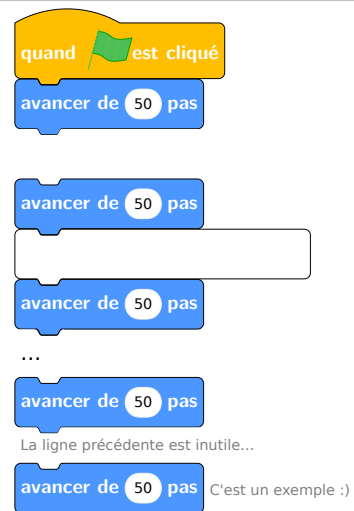 quand est cliqué
avancer de 50 pas
avancer de 50 pas
avancer de 50 pas
...
avancer de 50 pas
La ligne précédente est inutile...
avancer de 50 pas C'est un exemple :)